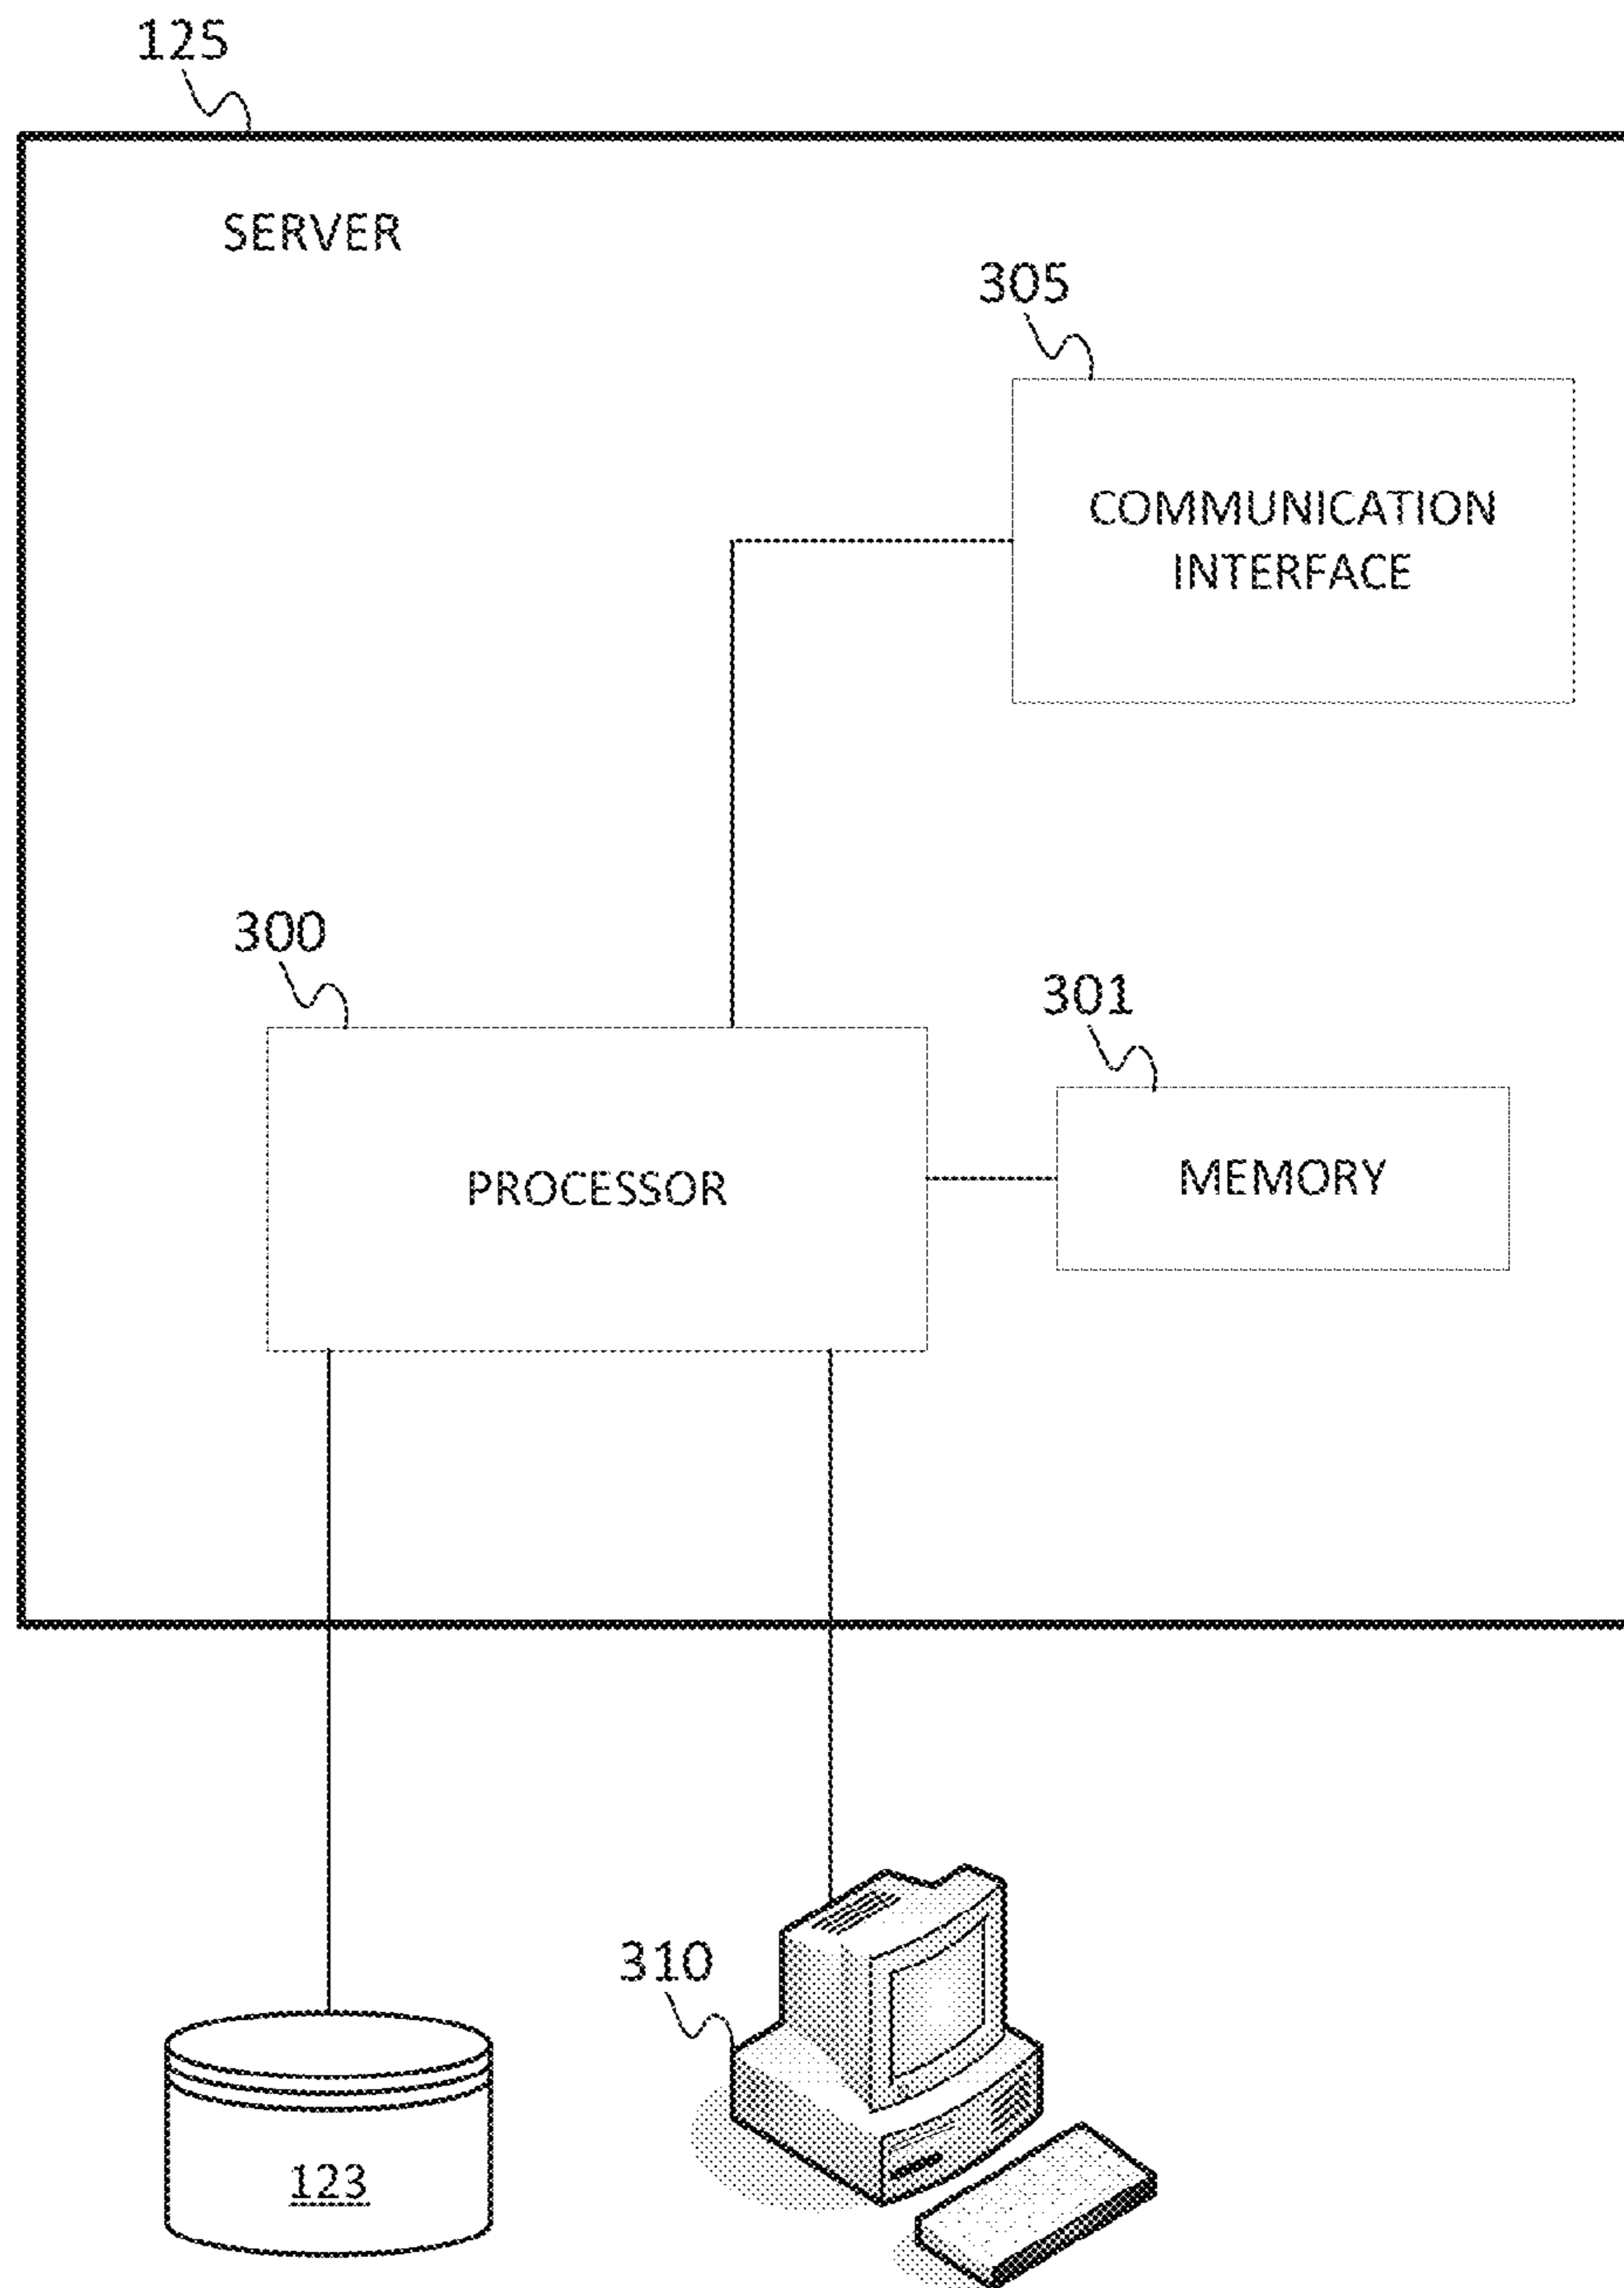 125
SERVER
305
COMMUNICATION
INTERFACE
300
301
PROCESSOR
MEMORY
310
123